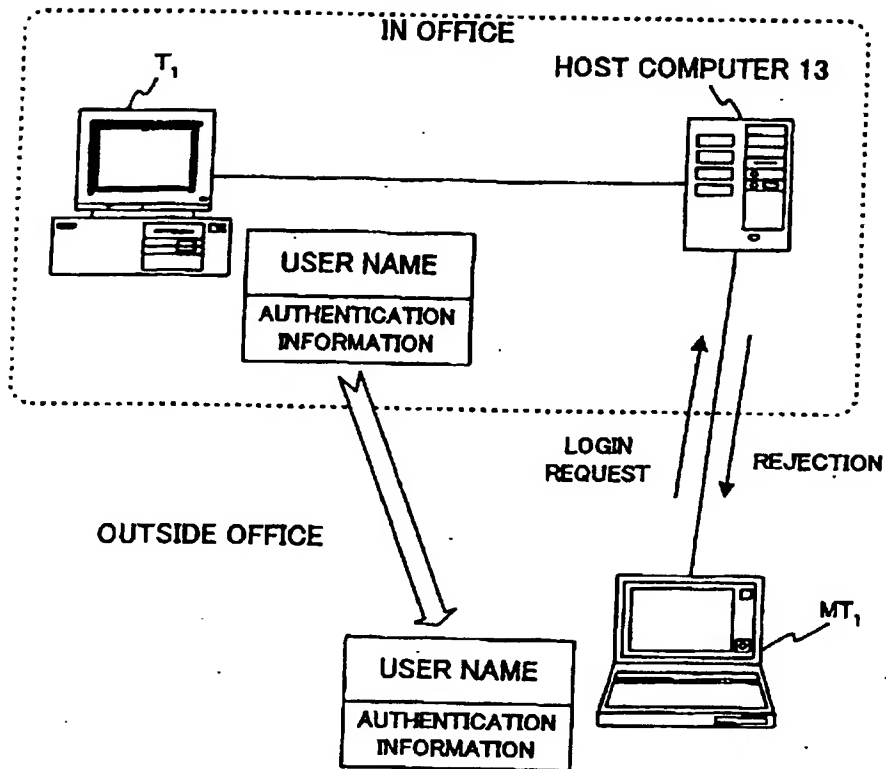 IN OFFICE
T1
HOST COMPUTER 13
USER NAME
AUTHENTICATION
INFORMATION
LOGIN
REQUEST
REJECTION
OUTSIDE OFFICE
MT1
USER NAME
AUTHENTICATION
INFORMATION